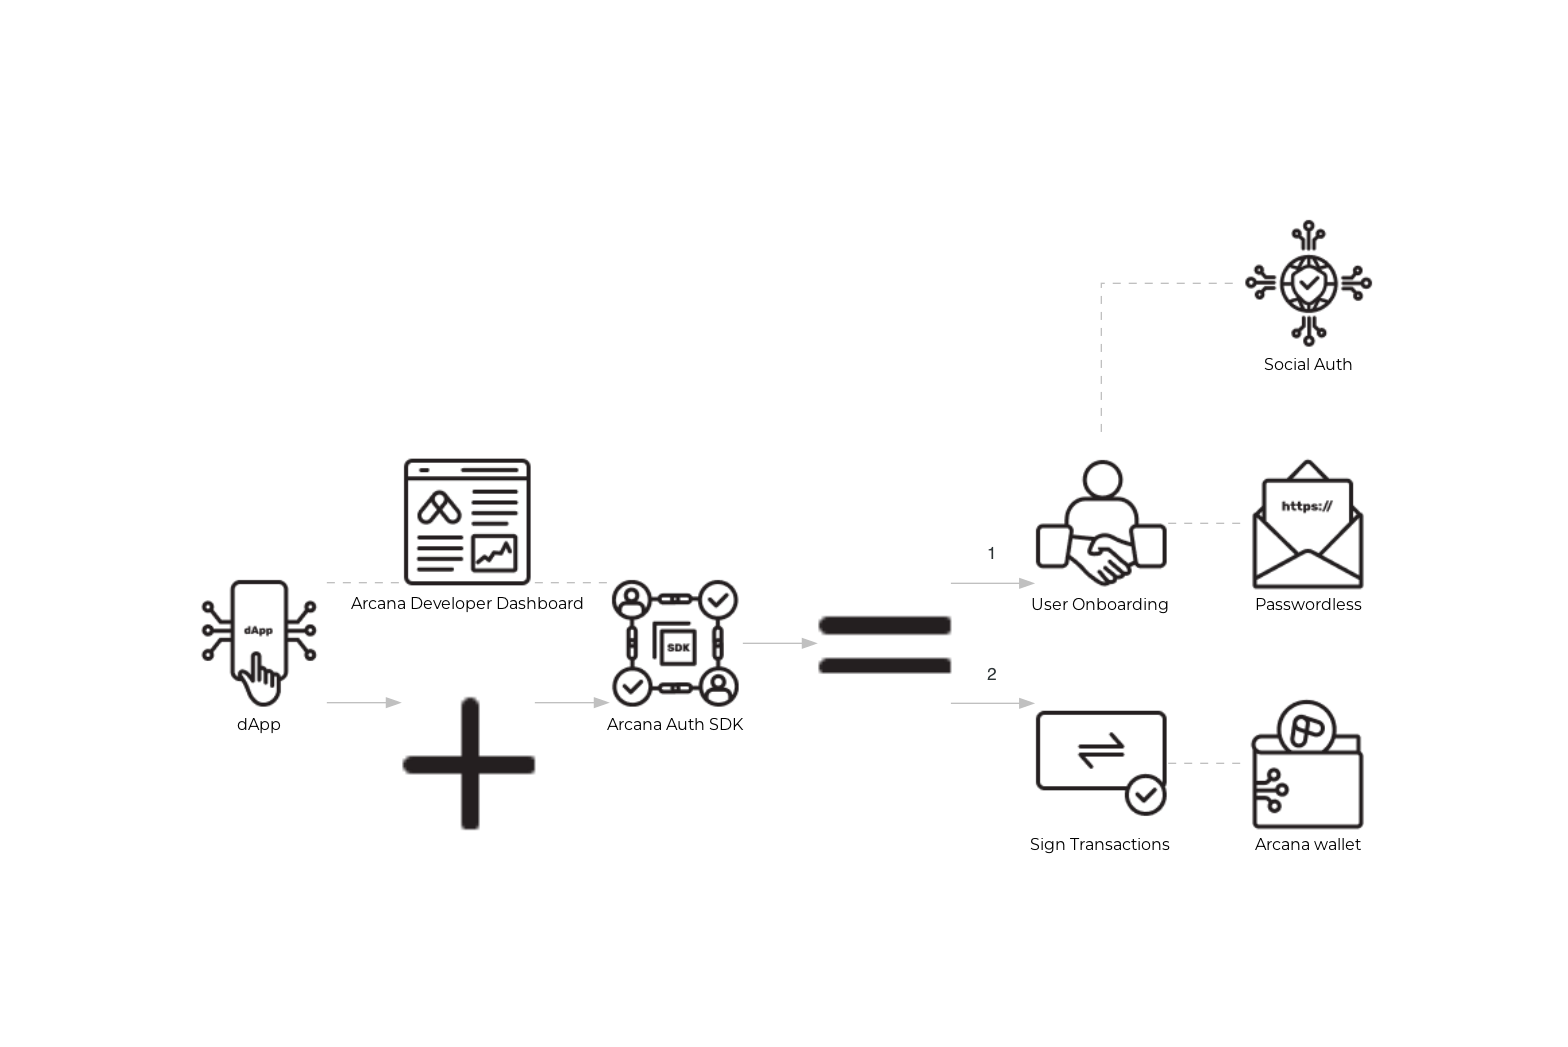 Social Auth
https://
1
User Onboarding
Passwordless
Arcana Developer Dashboard
dApp
SDK
dApp
Arcana Auth SDK
2
Sign Transactions
Arcana wallet